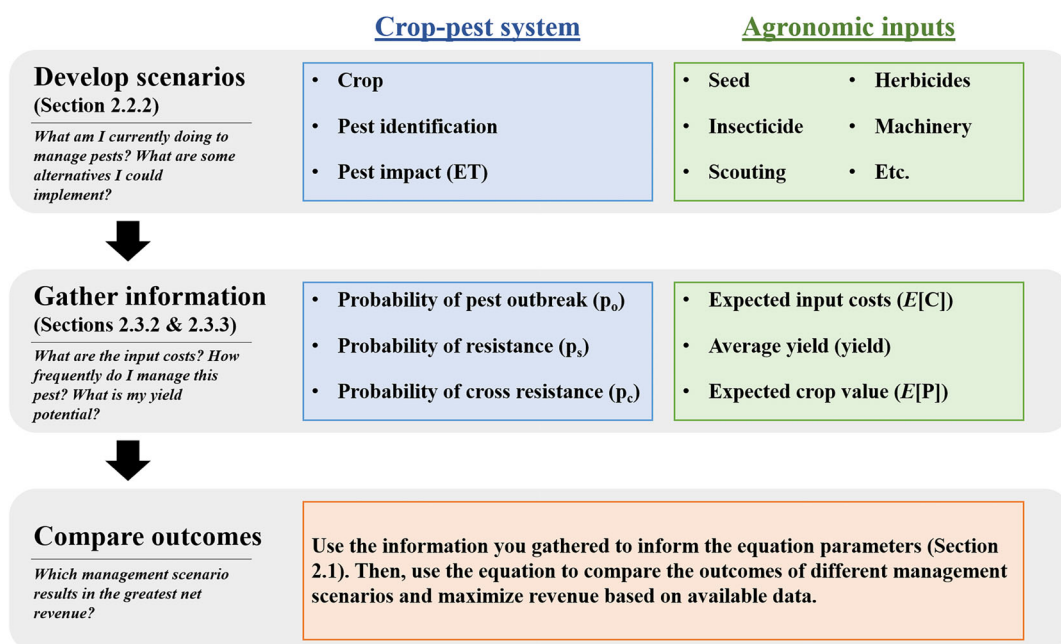 Crop-pest system
Agronomic inputs
Develop scenarios
(Section 2.2.2)
What am I currently doing to
manage pests? What are some
alternatives I could
implement?
• Crop
• Pest identification
• Pest impact (ET)
• Seed
• Insecticide
• Scouting
• Herbicides
• Machinery
• Etc.
Gather information
(Sections 2.3.2 & 2.3.3)
What are the input costs? How
frequently do I manage this
pest? What is my yield
potential?
• Probability of pest outbreak (pₒ)
• Probability of resistance (pₛ)
• Probability of cross resistance (p_c)
• Expected input costs (E[C])
• Average yield (yield)
• Expected crop value (E[P])
Compare outcomes
Which management scenario
results in the greatest net
revenue?
Use the information you gathered to inform the equation parameters (Section
2.1). Then, use the equation to compare the outcomes of different management
scenarios and maximize revenue based on available data.